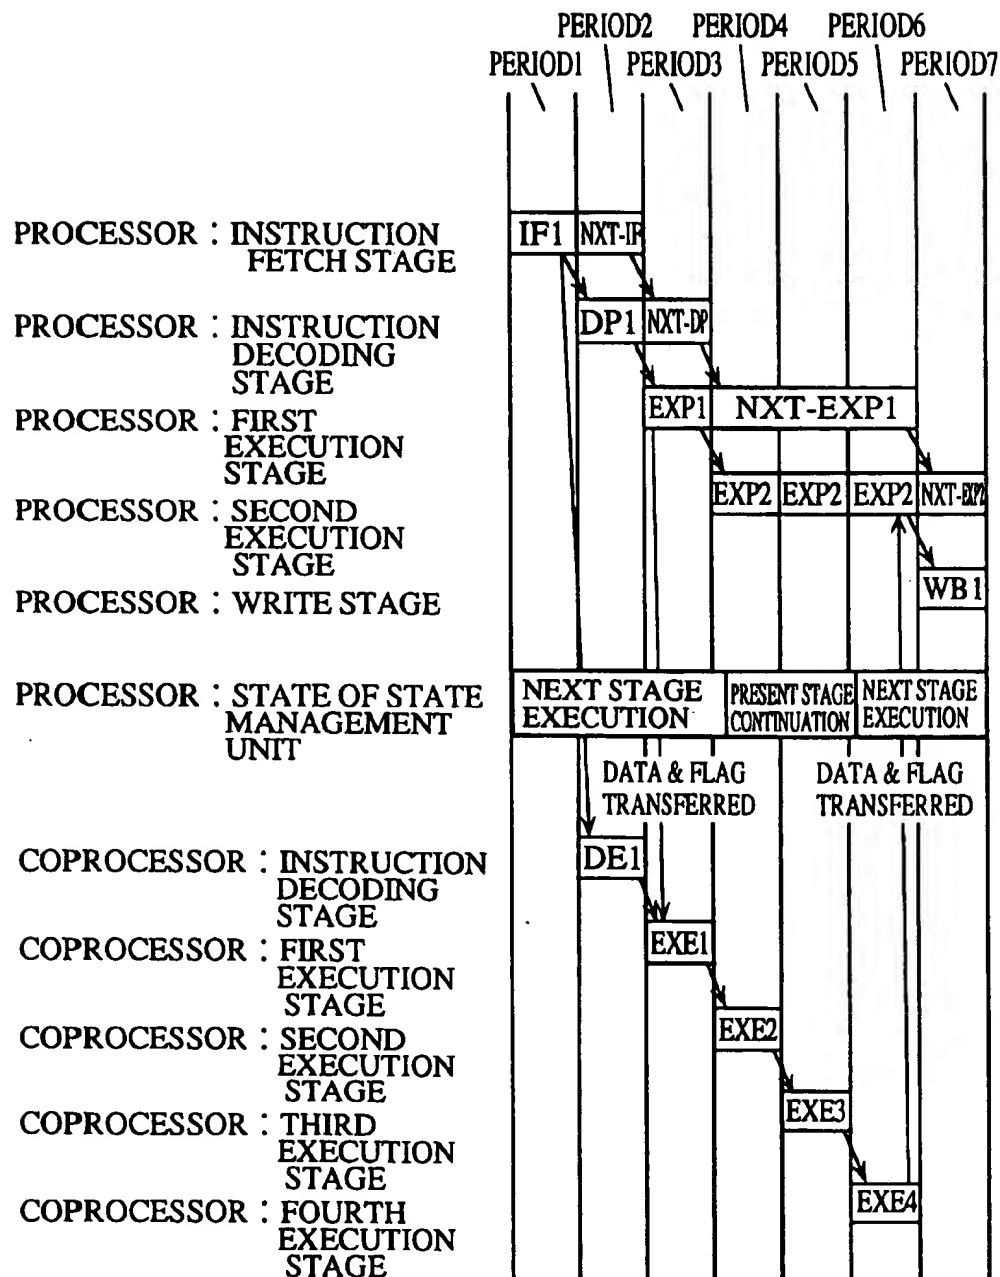 PERIOD2 PERIOD4 PERIOD6
PERIOD1 PERIOD3 PERIOD5 PERIOD7
PROCESSOR : INSTRUCTION
FETCH STAGE
IF1 NXT-IF
PROCESSOR : INSTRUCTION
DECODING
STAGE
DP1 NXT-DP
PROCESSOR : FIRST
EXECUTION
STAGE
EXP1 NXT-EXP1
PROCESSOR : SECOND
EXECUTION
STAGE
EXP2 EXP2 EXP2 NXT-EXP2
PROCESSOR : WRITE STAGE
WB1
PROCESSOR : STATE OF STATE
MANAGEMENT
UNIT
NEXT STAGE
EXECUTION
PRESENT STAGE
CONTINUATION
NEXT STAGE
EXECUTION
DATA & FLAG
TRANSFERRED
DATA & FLAG
TRANSFERRED
COPROCESSOR : INSTRUCTION
DECODING
STAGE
DE1
COPROCESSOR : FIRST
EXECUTION
STAGE
EXE1
COPROCESSOR : SECOND
EXECUTION
STAGE
EXE2
COPROCESSOR : THIRD
EXECUTION
STAGE
EXE3
COPROCESSOR : FOURTH
EXECUTION
STAGE
EXE4